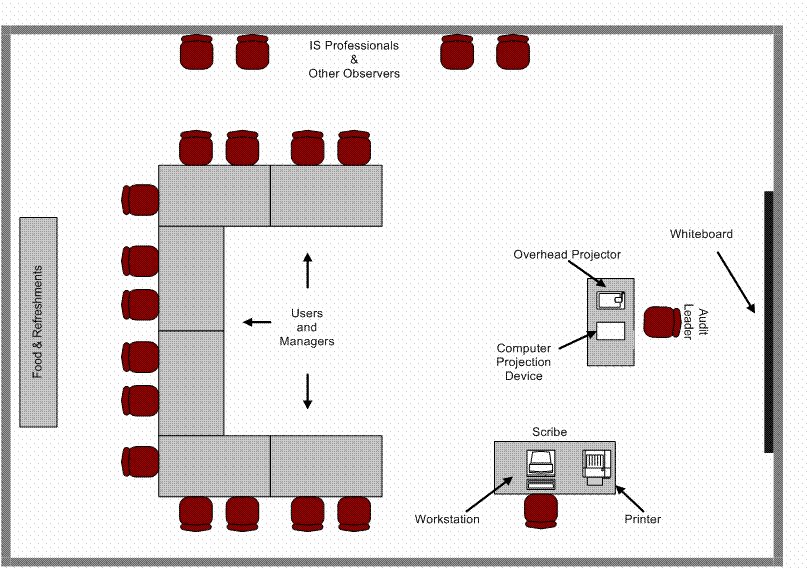 IS Professionals
&
Other Observers
Whiteboard
Overhead Projector
Food & Refreshments
Users
and
Managers
Audit
Leader
Computer
Projection
Device
Scribe
Workstation
Printer